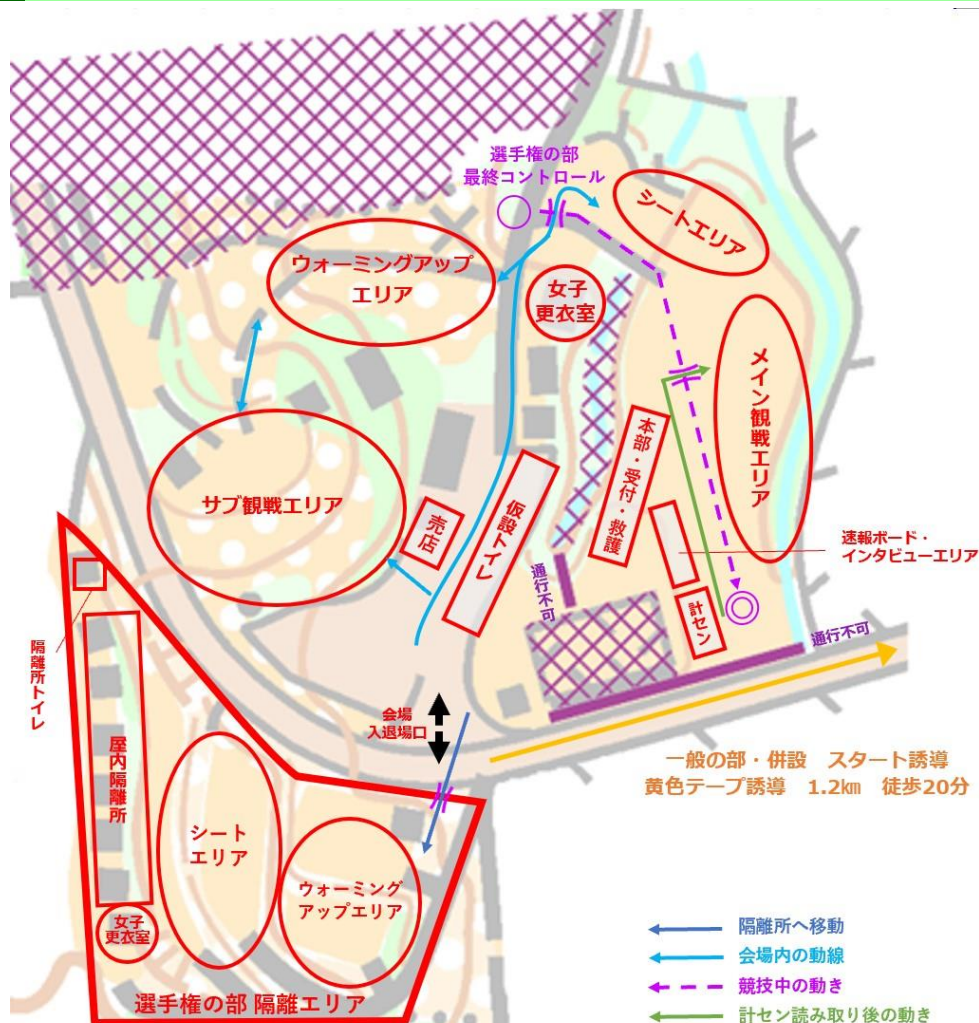 選手権の部
最終コントロール
シートエリア
ウォーミングアップ
エリア
女子
更衣室
メイン観戦エリア
本部・受付・救護
サブ観戦エリア
売店
仮設トイレ
速報ボード・
インタビューエリア
通行不可
計セン
通行不可
隔離所トイレ
会場
入退場口
屋内隔離所
一般の部・併設 スタート誘導
黄色テープ誘導 1.2㎞ 徒歩20分
シート
エリア
ウォーミング
アップエリア
女子
更衣室
選手権の部 隔離エリア
隔離所へ移動
会場内の動線
競技中の動き
計セン読み取り後の動き